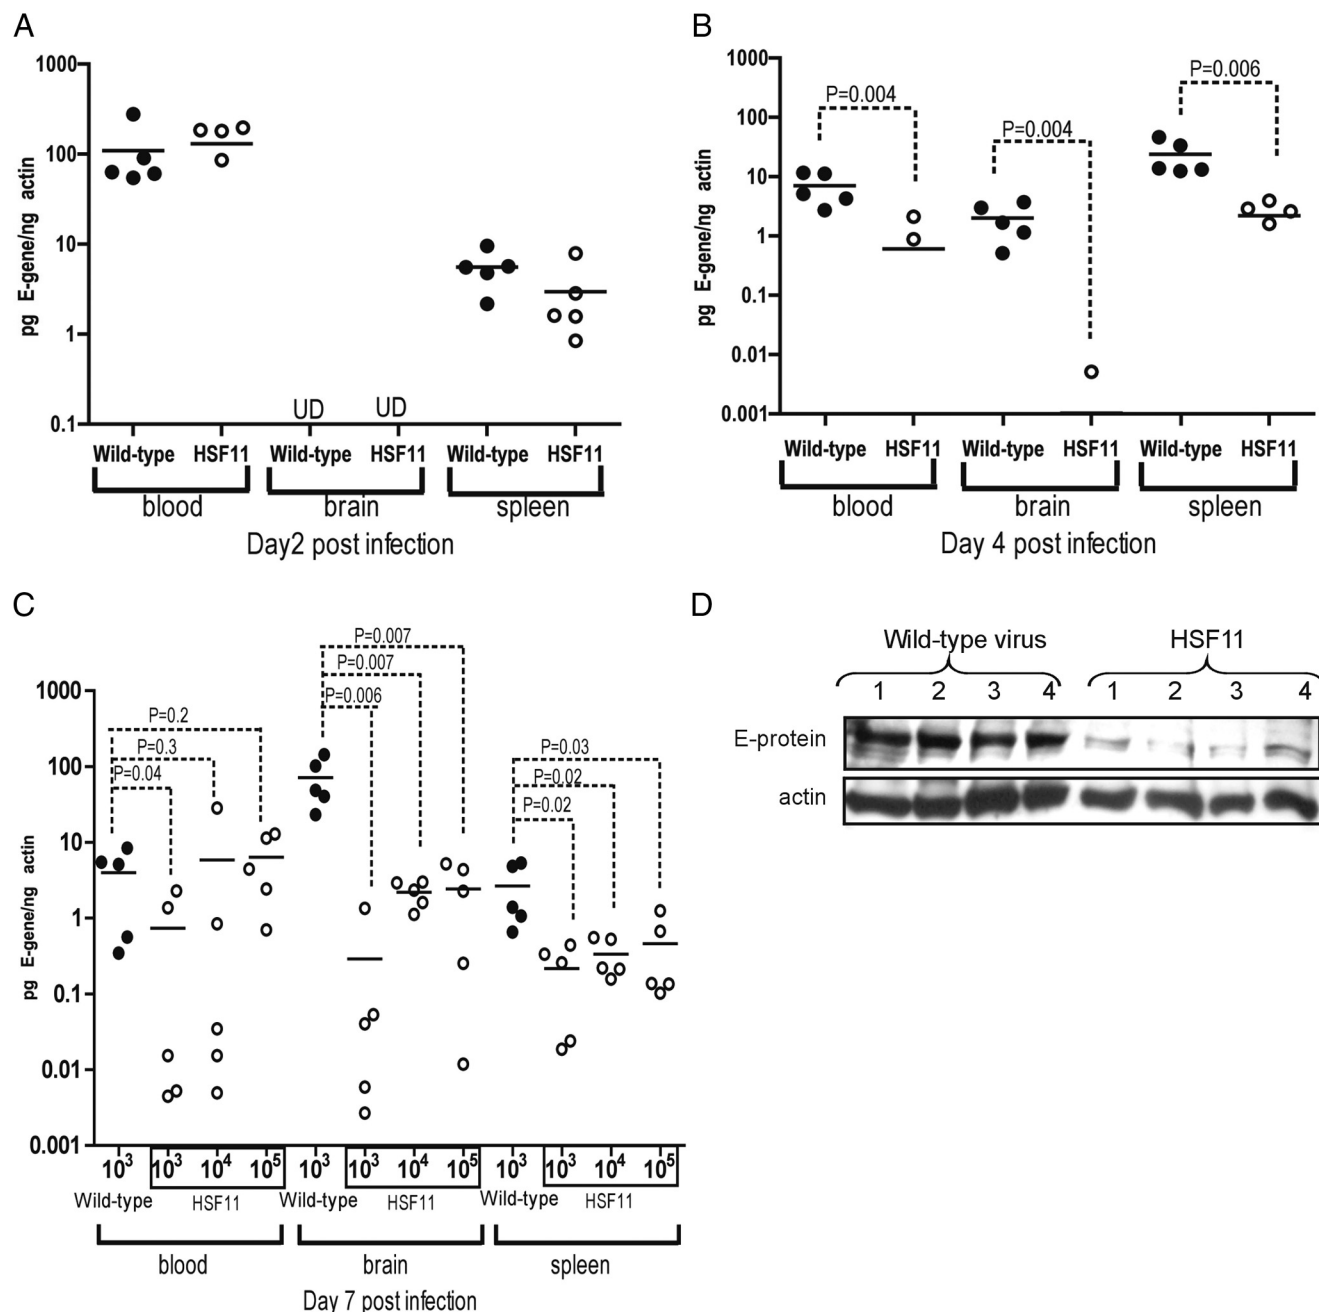 A
1000
100
10
1
0.1
pg E-gene/ng actin
UD UD
Wild-type HSF11 Wild-type HSF11 Wild-type HSF11
blood brain spleen
Day2 post infection
B
1000
100
10
1
0.1
0.01
0.001
pg E-gene/ng actin
P=0.004
P=0.004
P=0.006
Wild-type HSF11 Wild-type HSF11 Wild-type HSF11
blood brain spleen
Day 4 post infection
C
1000
100
10
1
0.1
0.01
0.001
pg E-gene/ng actin
P=0.2
P=0.3
P=0.04
P=0.007
P=0.007
P=0.006
P=0.03
P=0.02
P=0.02
10³ 10³ 10⁴ 10⁵ 10³ 10³ 10⁴ 10⁵ 10³ 10³ 10⁴ 10⁵
Wild-type HSF11 Wild-type HSF11 Wild-type HSF11
blood brain spleen
Day 7 post infection
D
Wild-type virus HSF11
1 2 3 4 1 2 3 4
E-protein
actin